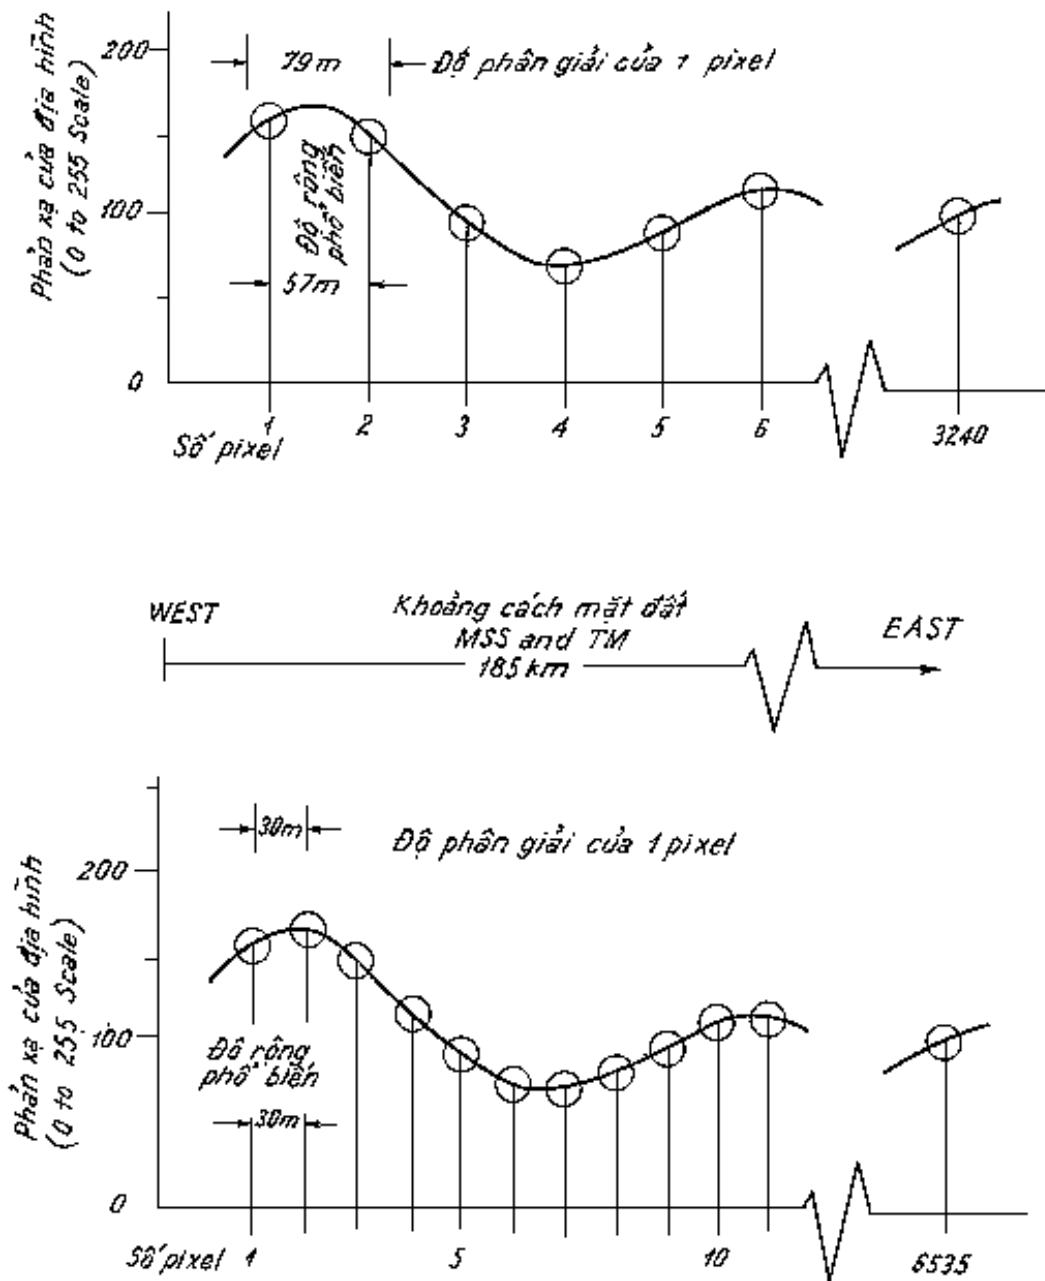 Phản xạ của địa hình
(0 to 255 Scale)
200
100
0
79m
Độ phân giải của 1 pixel
Độ rộng
phổ biến
57m
1 2 3 4 5 6 3240
Số pixel
WEST
Khoảng cách mặt đất
MSS and TM
185km
EAST
Phản xạ của địa hình
(0 to 255 Scale)
200
100
0
30m
Độ phân giải của 1 pixel
Độ rộng
phổ biến
30m
Số pixel 1 5 10 6535